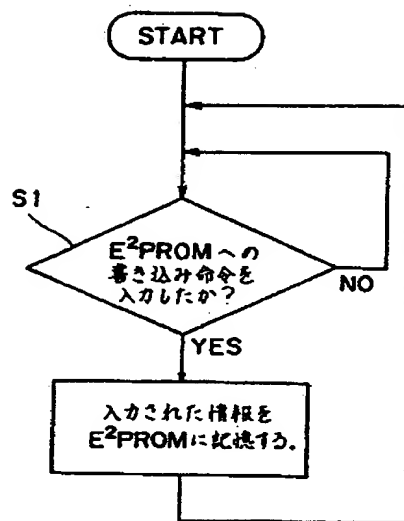 START
S1
E²PROMへの
書き込み命令を
入力したか？
NO
YES
入力された情報を
E²PROMに記憶する.